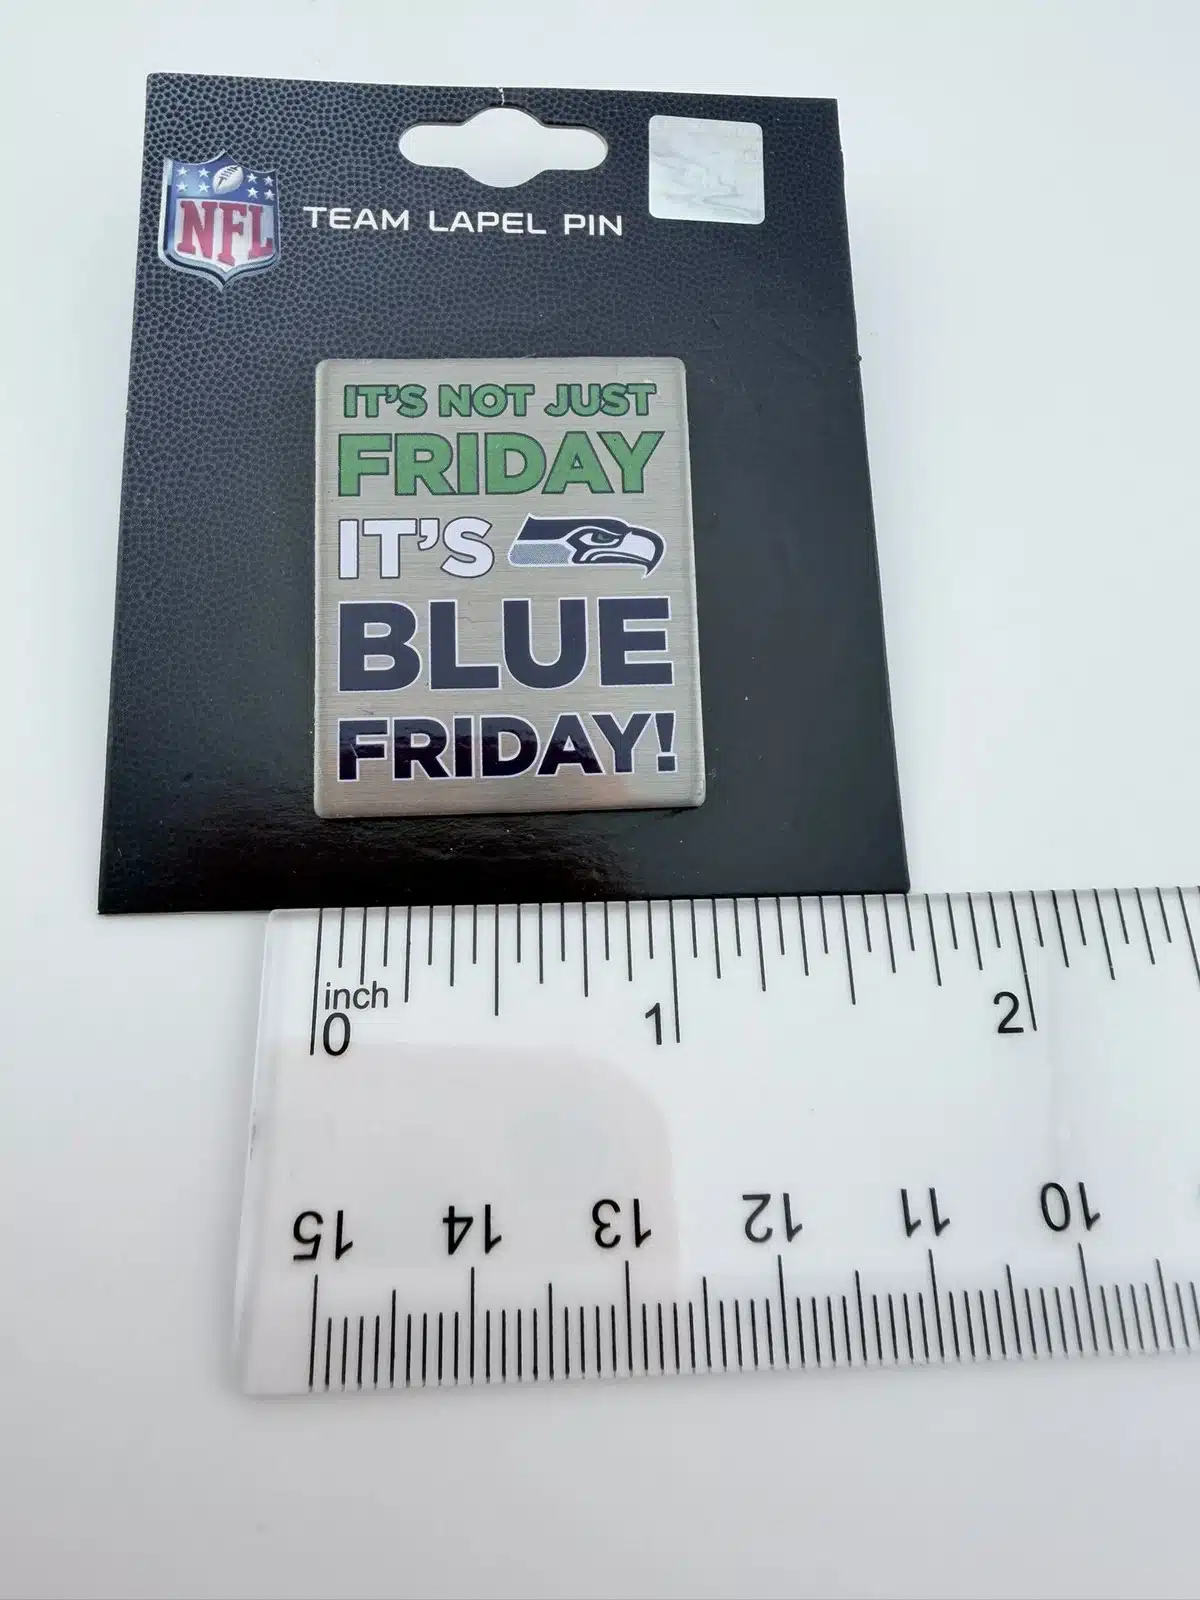 NFL TEAM LAPEL PIN
IT'S NOT JUST
FRIDAY
IT'S
BLUE
FRIDAY!
inch
0 1 2
15 14 13 12 11 10